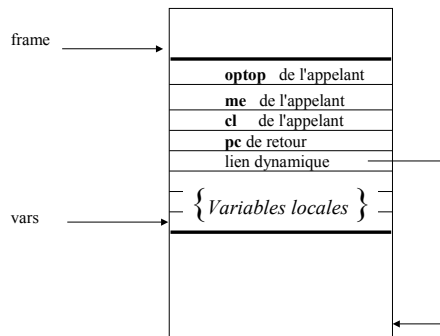 frame
optop de l'appelant
me de l'appelant
cl de l'appelant
pc de retour
lien dynamique
{Variables locales}
vars